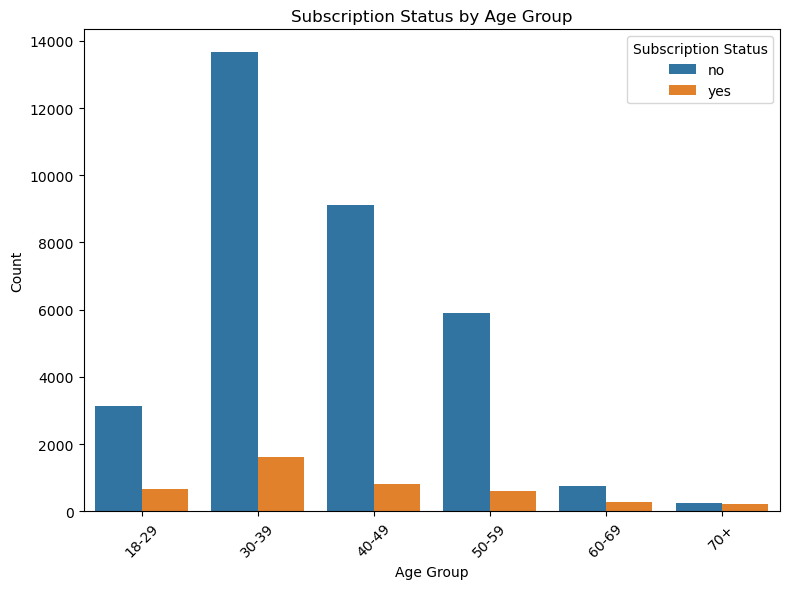 Subscription Status by Age Group
Subscription Status
no
yes
14000
12000
10000
8000
6000
4000
2000
0
Count
18-29
30-39
40-49
50-59
60-69
70+
Age Group